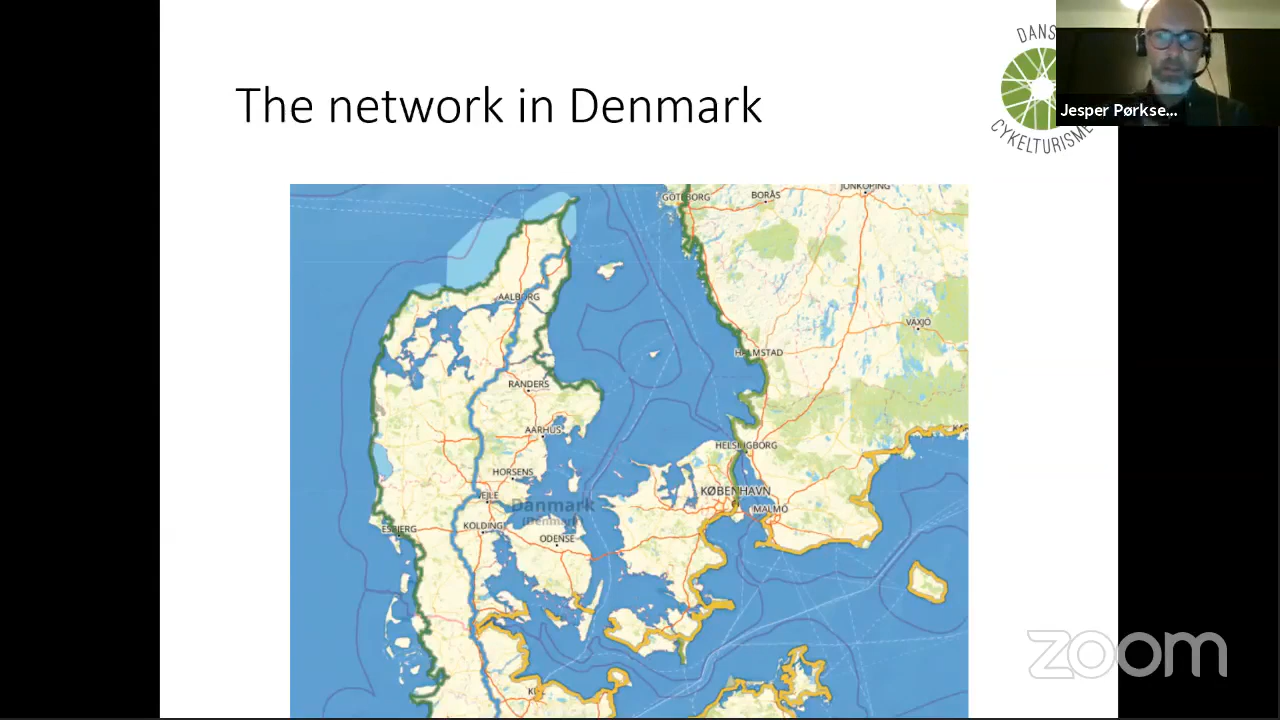 The network in Denmark
DANS
CYKELTURISME
Jesper Pørkse...
GÖTEBORG
BORÅS
JÖNKÖPING
AALBORG
VÄXJÖ
HALMSTAD
RANDERS
AARHUS
HELSINGBORG
HORSENS
KØBENHAVN
VEJLE
Danmark
(Denmark)
MALMÖ
ESBJERG
KOLDING
ODENSE
zoom